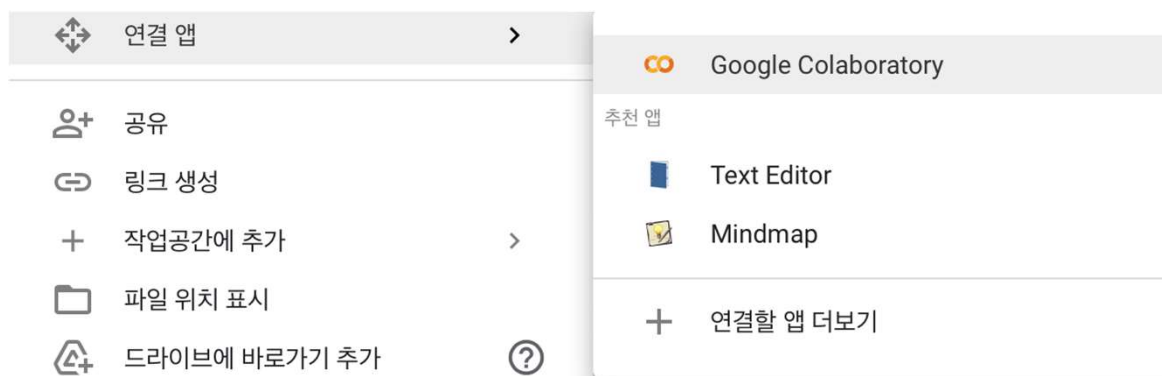 연결 앱
공유
링크 생성
작업공간에 추가
파일 위치 표시
드라이브에 바로가기 추가
Google Colaboratory
추천 앱
Text Editor
Mindmap
연결할 앱 더보기